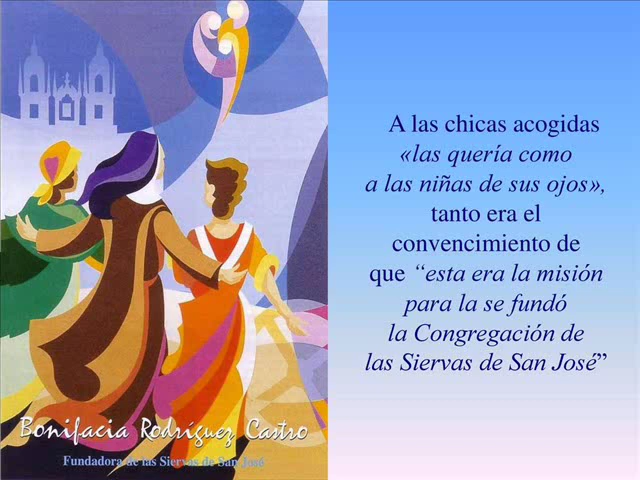 Bonifacia Rodríguez Castro
Fundadora de las Siervas de San José
A las chicas acogidas
«las quería como
a las niñas de sus ojos»,
tanto era el
convencimiento de
que “esta era la misión
para la se fundó
la Congregación de
las Siervas de San José”